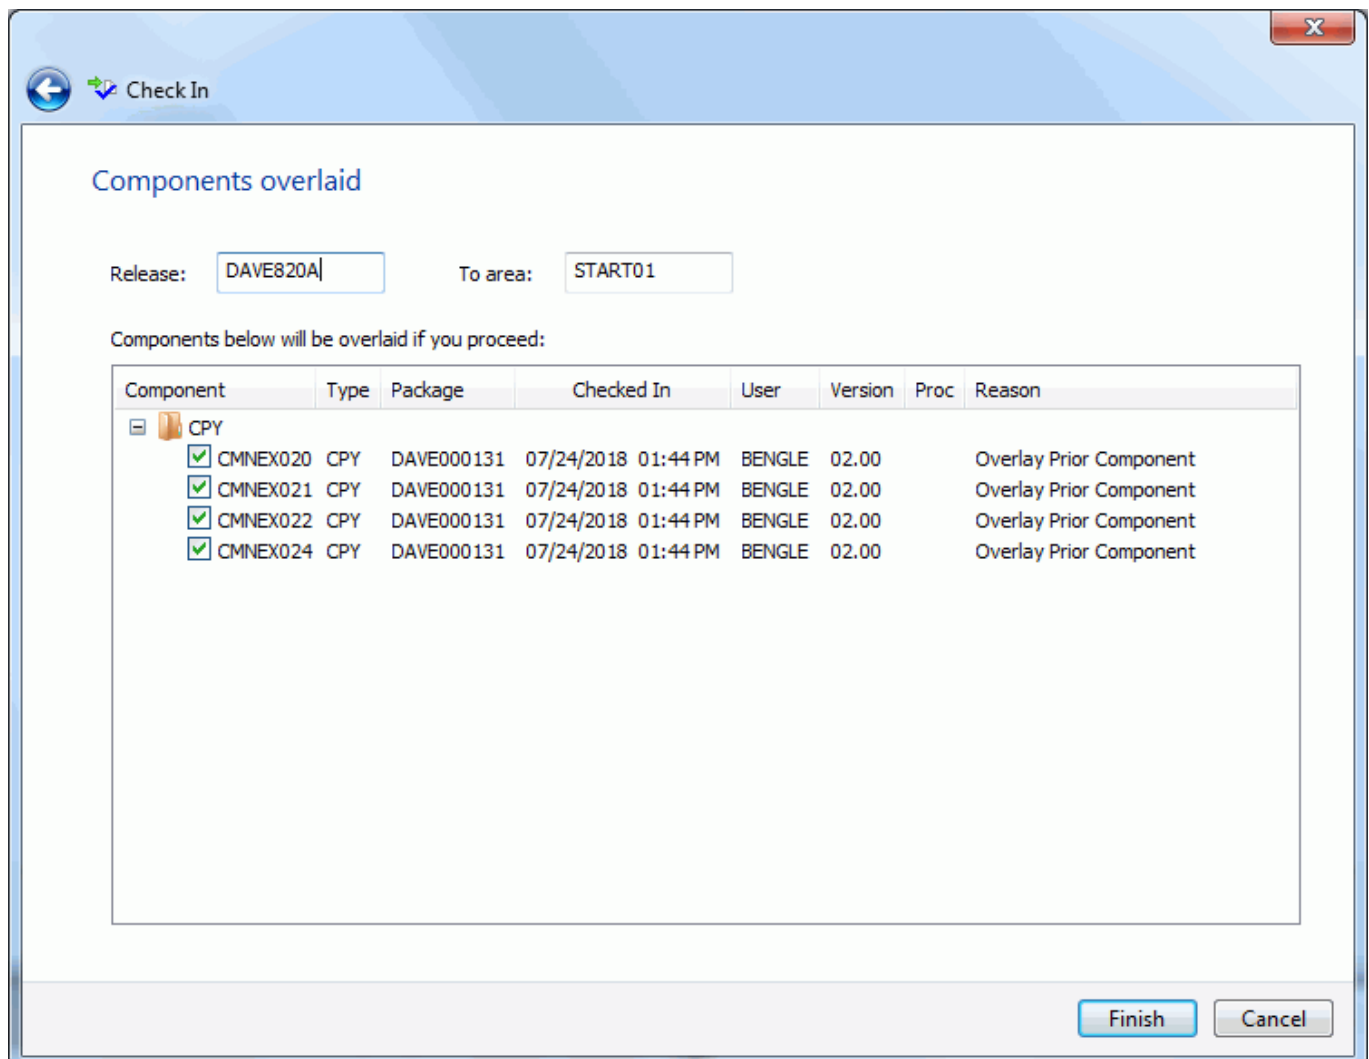 Check In
Components overlaid
Release: DAVE820A To area: START01
Components below will be overlaid if you proceed:
Component Type Package Checked In User Version Proc Reason
CPY
CMNEX020 CPY DAVE000131 07/24/2018 01:44 PM BENGLE 02.00 Overlay Prior Component
CMNEX021 CPY DAVE000131 07/24/2018 01:44 PM BENGLE 02.00 Overlay Prior Component
CMNEX022 CPY DAVE000131 07/24/2018 01:44 PM BENGLE 02.00 Overlay Prior Component
CMNEX024 CPY DAVE000131 07/24/2018 01:44 PM BENGLE 02.00 Overlay Prior Component
Finish Cancel